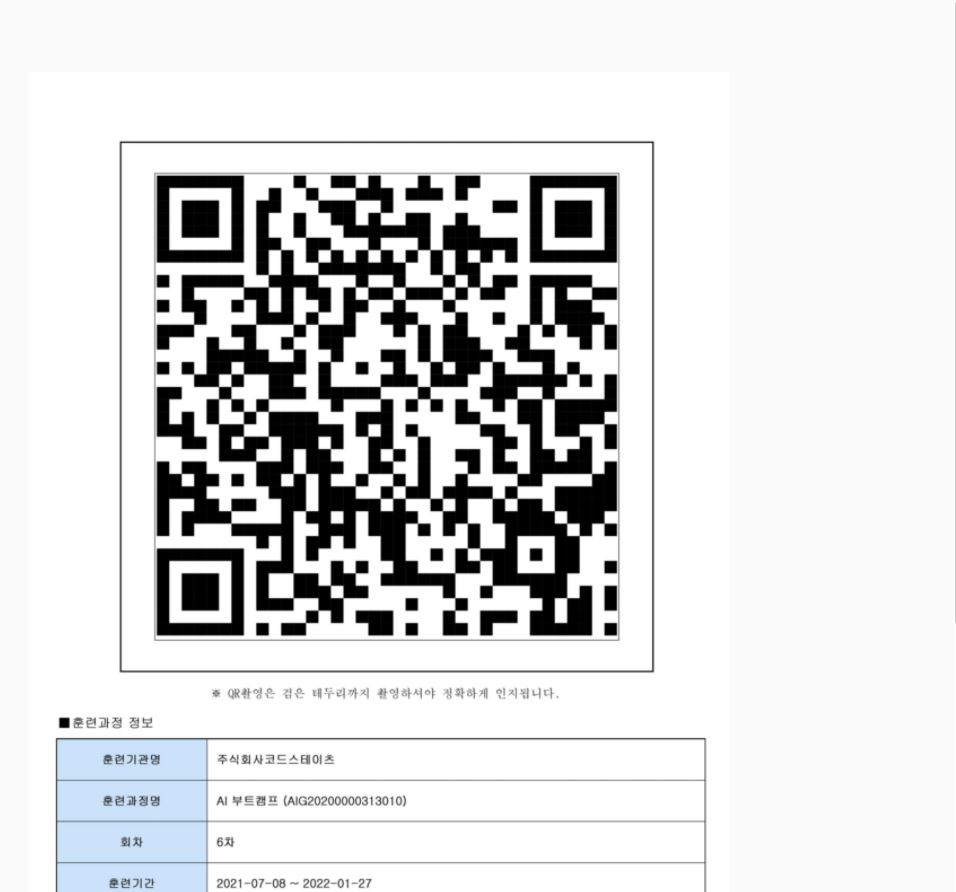 ※ QR촬영은 검은 테두리까지 촬영하셔야 정확하게 인지됩니다.
■훈련과정 정보
훈련기관명 주식회사코드스테이츠
훈련과정명 AI 부트캠프 (AIG20200000313010)
회차 6차
훈련기간 2021-07-08 ~ 2022-01-27